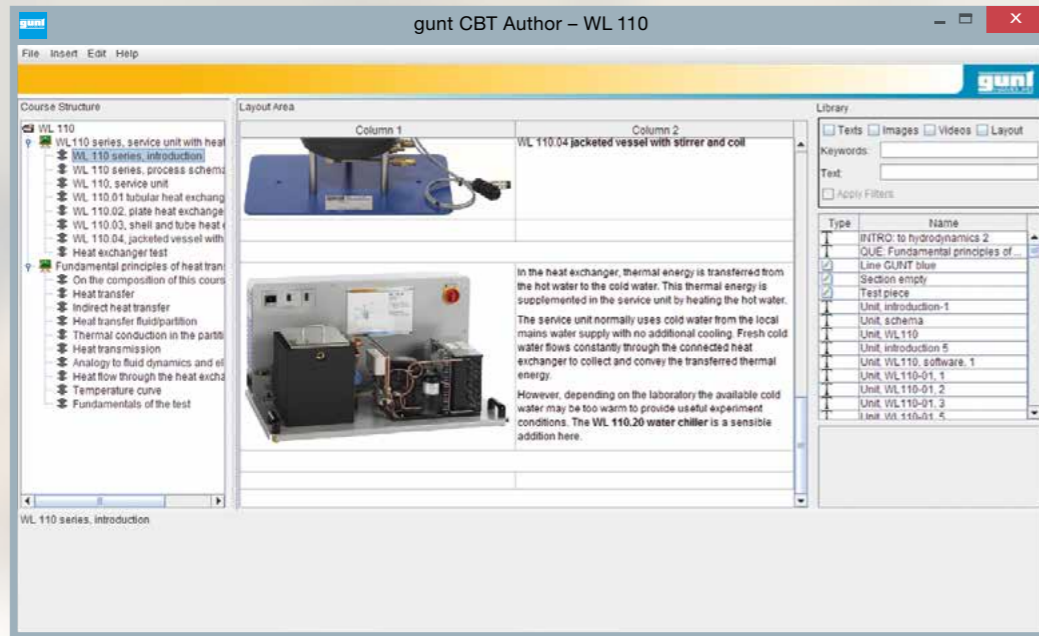 gunt
gunt CBT Author – WL 110
File Insert Edit Help
gunt
Course Structure
WL 110
WL110 series, service unit with heat
WL 110 series, introduction
WL 110 series, process schema
WL 110, service unit
WL 110.01 tubular heat exchang
WL 110.02, plate heat exchange
WL 110.03, shell and tube heat e
WL 110.04, jacketed vessel with
Heat exchanger test
Fundamental principles of heat trans
On the composition of this cours
Heat transfer
Indirect heat transfer
Heat transfer fluid/partition
Thermal conduction in the partiti
Heat transmission
Analogy to fluid dynamics and el
Heat flow through the heat excha
Temperature curve
Fundamentals of the test
WL 110 series, introduction
Layout Area
Column 1
Column 2
WL 110.04 jacketed vessel with stirrer and coil
In the heat exchanger, thermal energy is transferred from
the hot water to the cold water. This thermal energy is
supplemented in the service unit by heating the hot water.
The service unit normally uses cold water from the local
mains water supply with no additional cooling. Fresh cold
water flows constantly through the connected heat
exchanger to collect and convey the transferred thermal
energy.
However, depending on the laboratory the available cold
water may be too warm to provide useful experiment
conditions. The WL 110.20 water chiller is a sensible
addition here.
Library
Texts Images Videos Layout
Keywords:
Text:
Apply Filters
Type Name
INTRO: to hydrodynamics 2
QUE: Fundamental principles of ...
Line GUNT blue
Section empty
Test piece
Unit, introduction-1
Unit, schema
Unit, WL110
Unit, introduction 5
Unit, WL110, software. 1
Unit, WL110-01, 1
Unit, WL110-01, 2
Unit, WL110-01, 3
Unit, WL110-01, 5